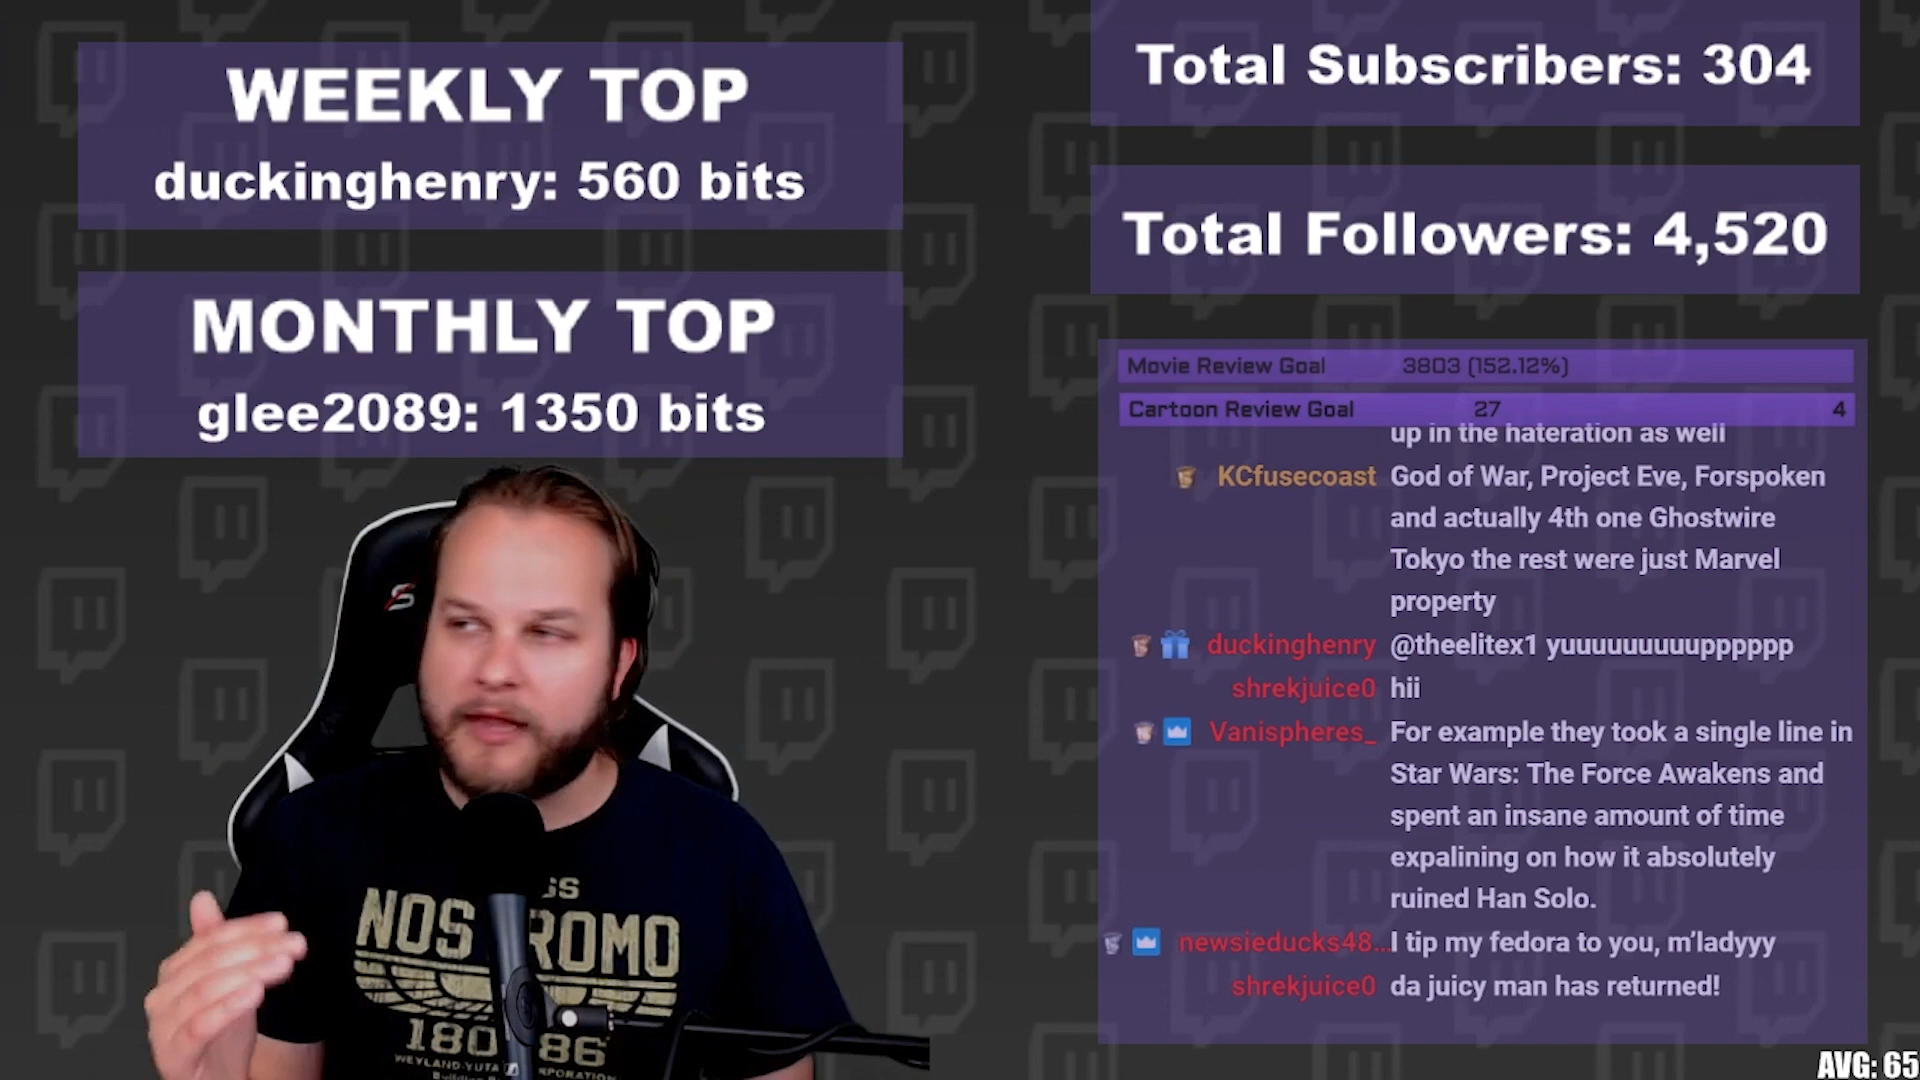 WEEKLY TOP
duckinghenry: 560 bits
MONTHLY TOP
glee2089: 1350 bits
Total Subscribers: 304
Total Followers: 4,520
Movie Review Goal 3803 (152.12%)
Cartoon Review Goal 27 4
up in the hateration as well
KCfusecoast God of War, Project Eve, Forspoken
and actually 4th one Ghostwire
Tokyo the rest were just Marvel
property
duckinghenry @theelitex1 yuuuuuuuuupppppp
shrekjuice0 hii
Vanispheres_ For example they took a single line in
Star Wars: The Force Awakens and
spent an insane amount of time
expalining on how it absolutely
ruined Han Solo.
newsieducks48... I tip my fedora to you, m'ladyyy
shrekjuice0 da juicy man has returned!
NOS ROMO
180 86
AVG: 65